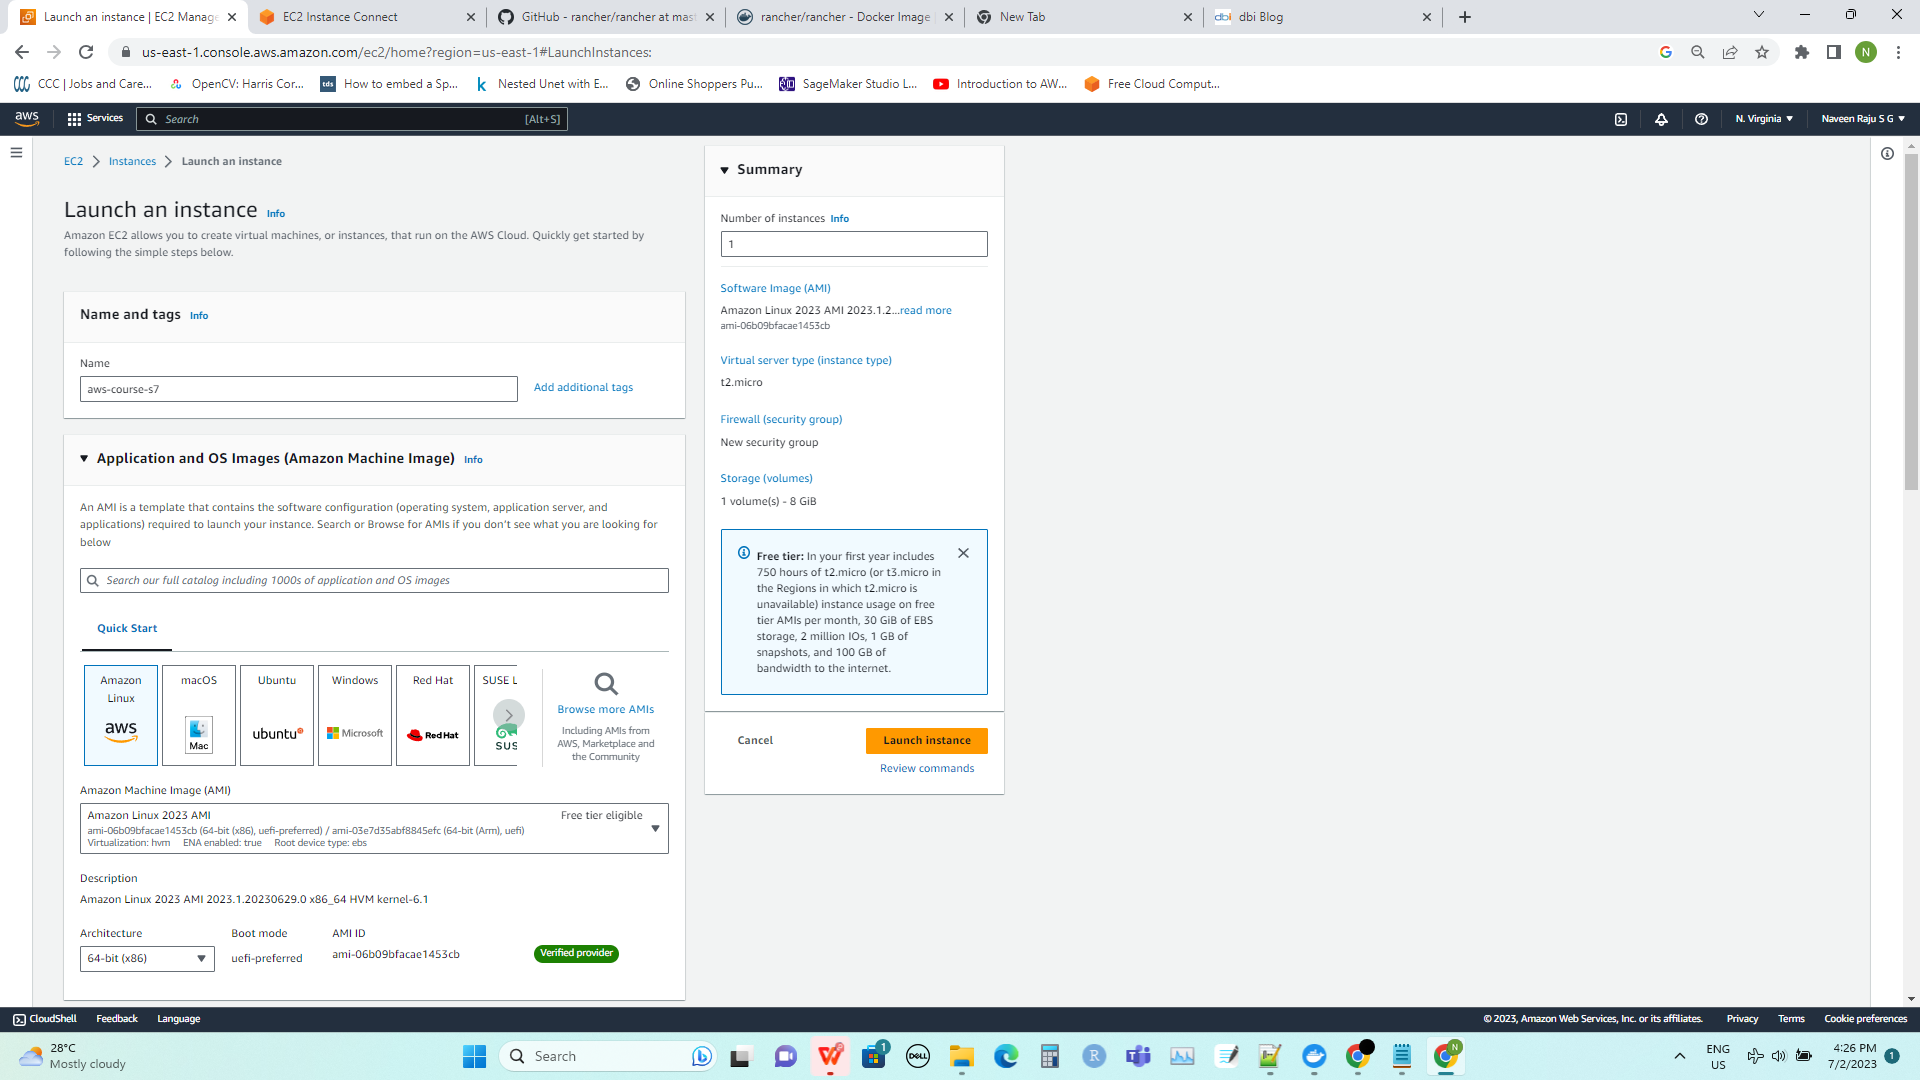 Launch an instance | EC2 Manage
EC2 Instance Connect
GitHub - rancher/rancher at mast
rancher/rancher - Docker Image
New Tab
dbi
dbi Blog
us-east-1.console.aws.amazon.com/ec2/home?region=us-east-1#LaunchInstances:
N
CCC | Jobs and Care...
OpenCV: Harris Cor...
tds
How to embed a Sp...
k
Nested Unet with E...
Online Shoppers Pu...
SageMaker Studio L...
Introduction to AW...
Free Cloud Comput...
aws
Services
Search
[Alt+S]
N. Virginia
Naveen Raju S G
EC2
Instances
Launch an instance
Launch an instance Info
Amazon EC2 allows you to create virtual machines, or instances, that run on the AWS Cloud. Quickly get started by
following the simple steps below.
Name and tags Info
Name
aws-course-s7
Add additional tags
Application and OS Images (Amazon Machine Image) Info
An AMI is a template that contains the software configuration (operating system, application server, and
applications) required to launch your instance. Search or Browse for AMIs if you don't see what you are looking for
below
Search our full catalog including 1000s of application and OS images
Quick Start
Amazon
Linux
aws
macOS
Mac
Ubuntu
ubuntu
Windows
Microsoft
Red Hat
Red Hat
SUSE L
SUS
Browse more AMIs
Including AMIs from
AWS, Marketplace and
the Community
Amazon Machine Image (AMI)
Amazon Linux 2023 AMI
Free tier eligible
ami-06b09bfacae1453cb (64-bit (x86), uefi-preferred) / ami-03e7d35abf8845efc (64-bit (Arm), uefi)
Virtualization: hvm ENA enabled: true Root device type: ebs
Description
Amazon Linux 2023 AMI 2023.1.20230629.0 x86_64 HVM kernel-6.1
Architecture
64-bit (x86)
Boot mode
uefi-preferred
AMI ID
ami-06b09bfacae1453cb
Verified provider
Summary
Number of instances Info
1
Software Image (AMI)
Amazon Linux 2023 AMI 2023.1.2...read more
ami-06b09bfacae1453cb
Virtual server type (instance type)
t2.micro
Firewall (security group)
New security group
Storage (volumes)
1 volume(s) - 8 GiB
Free tier: In your first year includes
750 hours of t2.micro (or t3.micro in
the Regions in which t2.micro is
unavailable) instance usage on free
tier AMIs per month, 30 GiB of EBS
storage, 2 million IOs, 1 GB of
snapshots, and 100 GB of
bandwidth to the internet.
Cancel
Launch instance
Review commands
CloudShell
Feedback
Language
© 2023, Amazon Web Services, Inc. or its affiliates.
Privacy
Terms
Cookie preferences
28°C
Mostly cloudy
Search
1
DELL
R
N
ENG
US
4:26 PM
7/2/2023
1